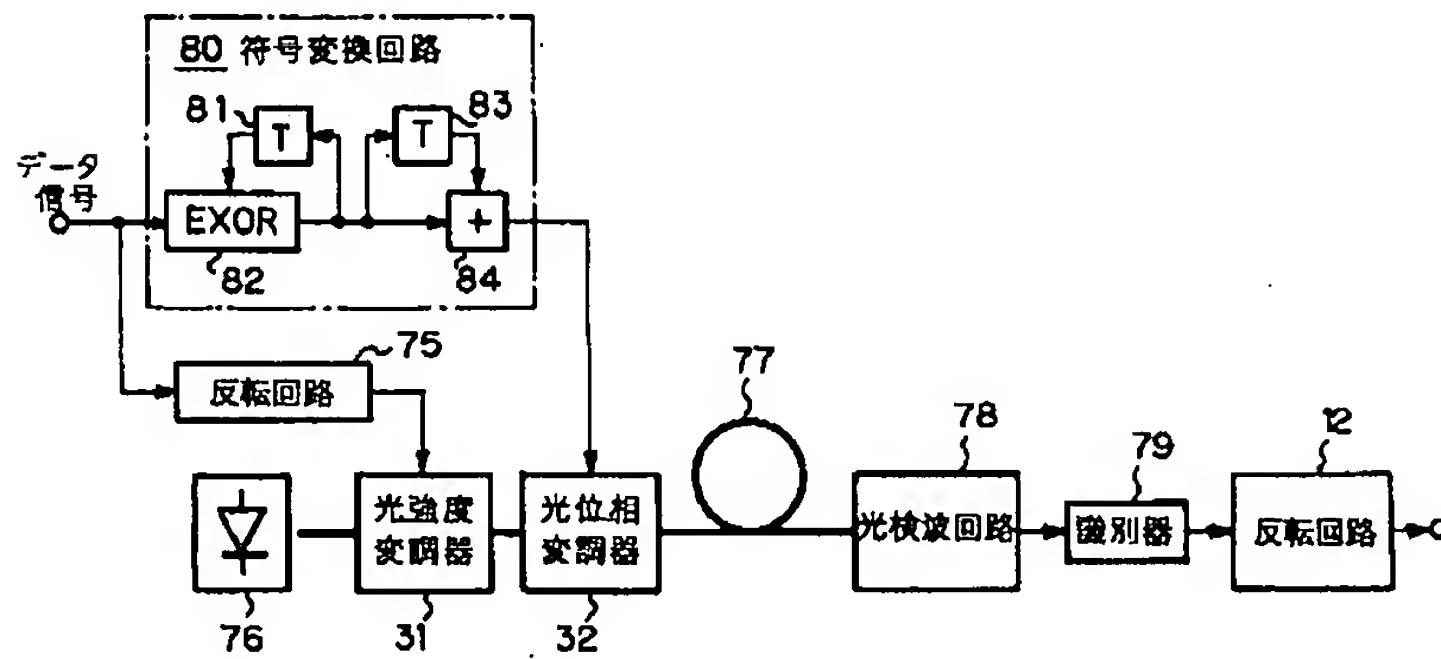 80 符号変換回路
81
83
T
T
データ
信号
EXOR
+
82
84
75
反転回路
77
78
79
12
光強度
変調器
光位相
変調器
光検波回路
識別器
反転回路
76
31
32